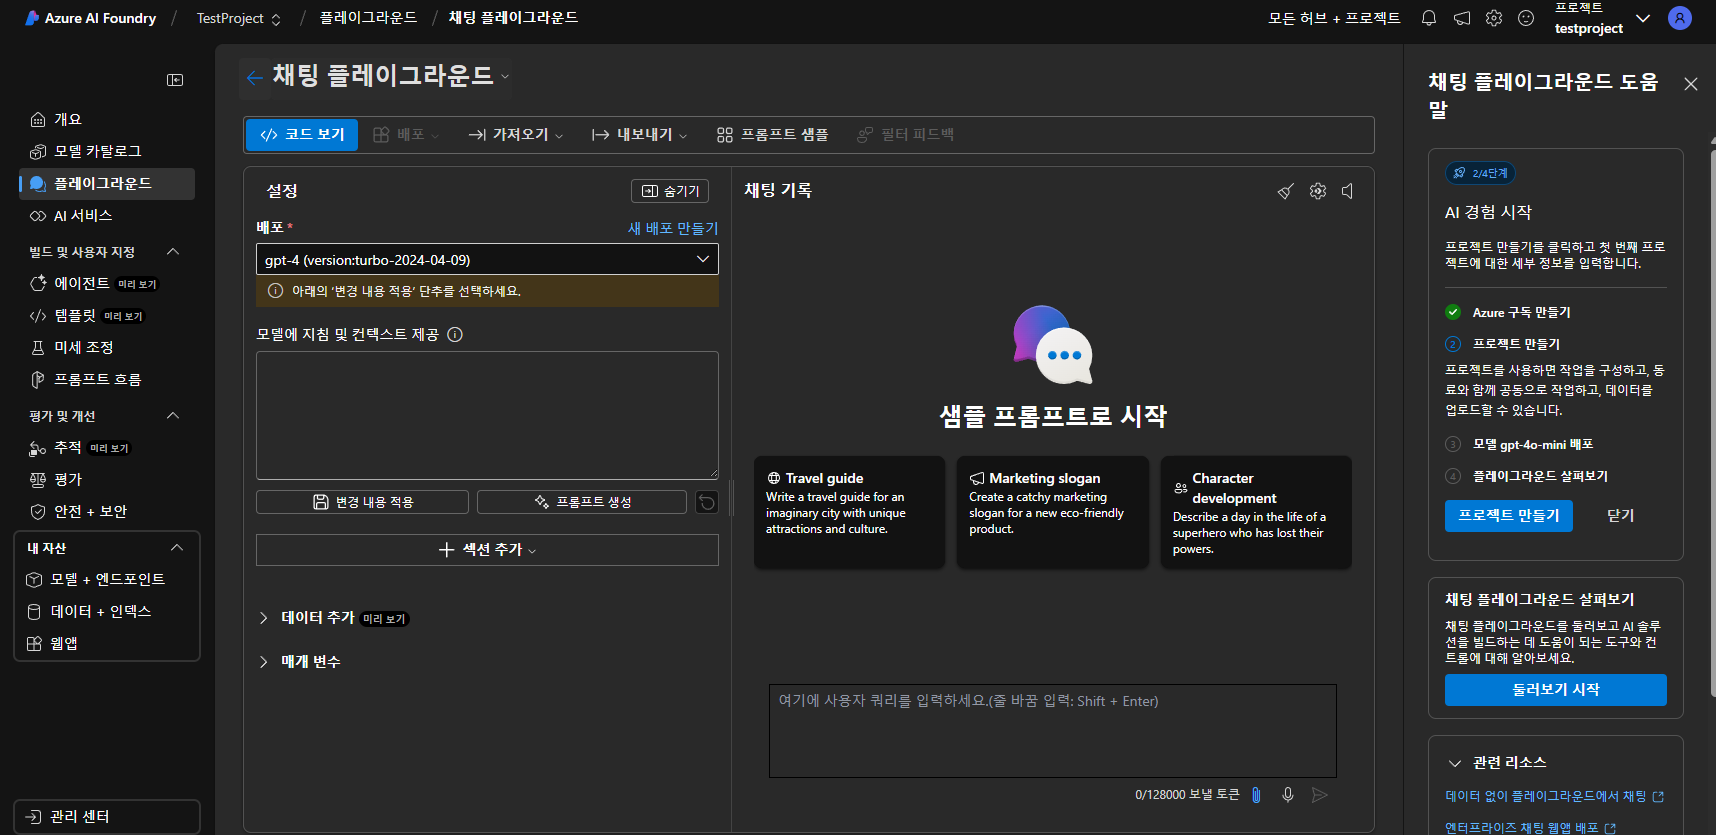 Azure AI Foundry / TestProject / 플레이그라운드 / 채팅 플레이그라운드
모든 허브 + 프로젝트
프로젝트
testproject
개요
모델 카탈로그
플레이그라운드
AI 서비스
빌드 및 사용자 지정
에이전트 미리 보기
템플릿 미리 보기
미세 조정
프롬프트 흐름
평가 및 개선
추적 미리 보기
평가
안전 + 보안
내 자산
모델 + 엔드포인트
데이터 + 인덱스
웹앱
관리 센터
채팅 플레이그라운드
코드 보기
배포
가져오기
내보내기
프롬프트 샘플
필터 피드백
설정
숨기기
배포 *
새 배포 만들기
gpt-4 (version:turbo-2024-04-09)
아래의 '변경 내용 적용' 단추를 선택하세요.
모델에 지침 및 컨텍스트 제공
변경 내용 적용
프롬프트 생성
섹션 추가
데이터 추가 미리 보기
매개 변수
채팅 기록
샘플 프롬프트로 시작
Travel guide
Write a travel guide for an
imaginary city with unique
attractions and culture.
Marketing slogan
Create a catchy marketing
slogan for a new eco-friendly
product.
Character
development
Describe a day in the life of a
superhero who has lost their
powers.
여기에 사용자 쿼리를 입력하세요.(줄 바꿈 입력: Shift + Enter)
0/128000 보낼 토큰
채팅 플레이그라운드 도움
말
2/4단계
AI 경험 시작
프로젝트 만들기를 클릭하고 첫 번째 프로
젝트에 대한 세부 정보를 입력합니다.
Azure 구독 만들기
2 프로젝트 만들기
프로젝트를 사용하면 작업을 구성하고, 동
료와 함께 공동으로 작업하고, 데이터를
업로드할 수 있습니다.
3 모델 gpt-4o-mini 배포
4 플레이그라운드 살펴보기
프로젝트 만들기
닫기
채팅 플레이그라운드 살펴보기
채팅 플레이그라운드를 둘러보고 AI 솔루
션을 빌드하는 데 도움이 되는 도구와 컨
트롤에 대해 알아보세요.
둘러보기 시작
관련 리소스
데이터 없이 플레이그라운드에서 채팅
엔터프라이즈 채팅 웹앱 배포